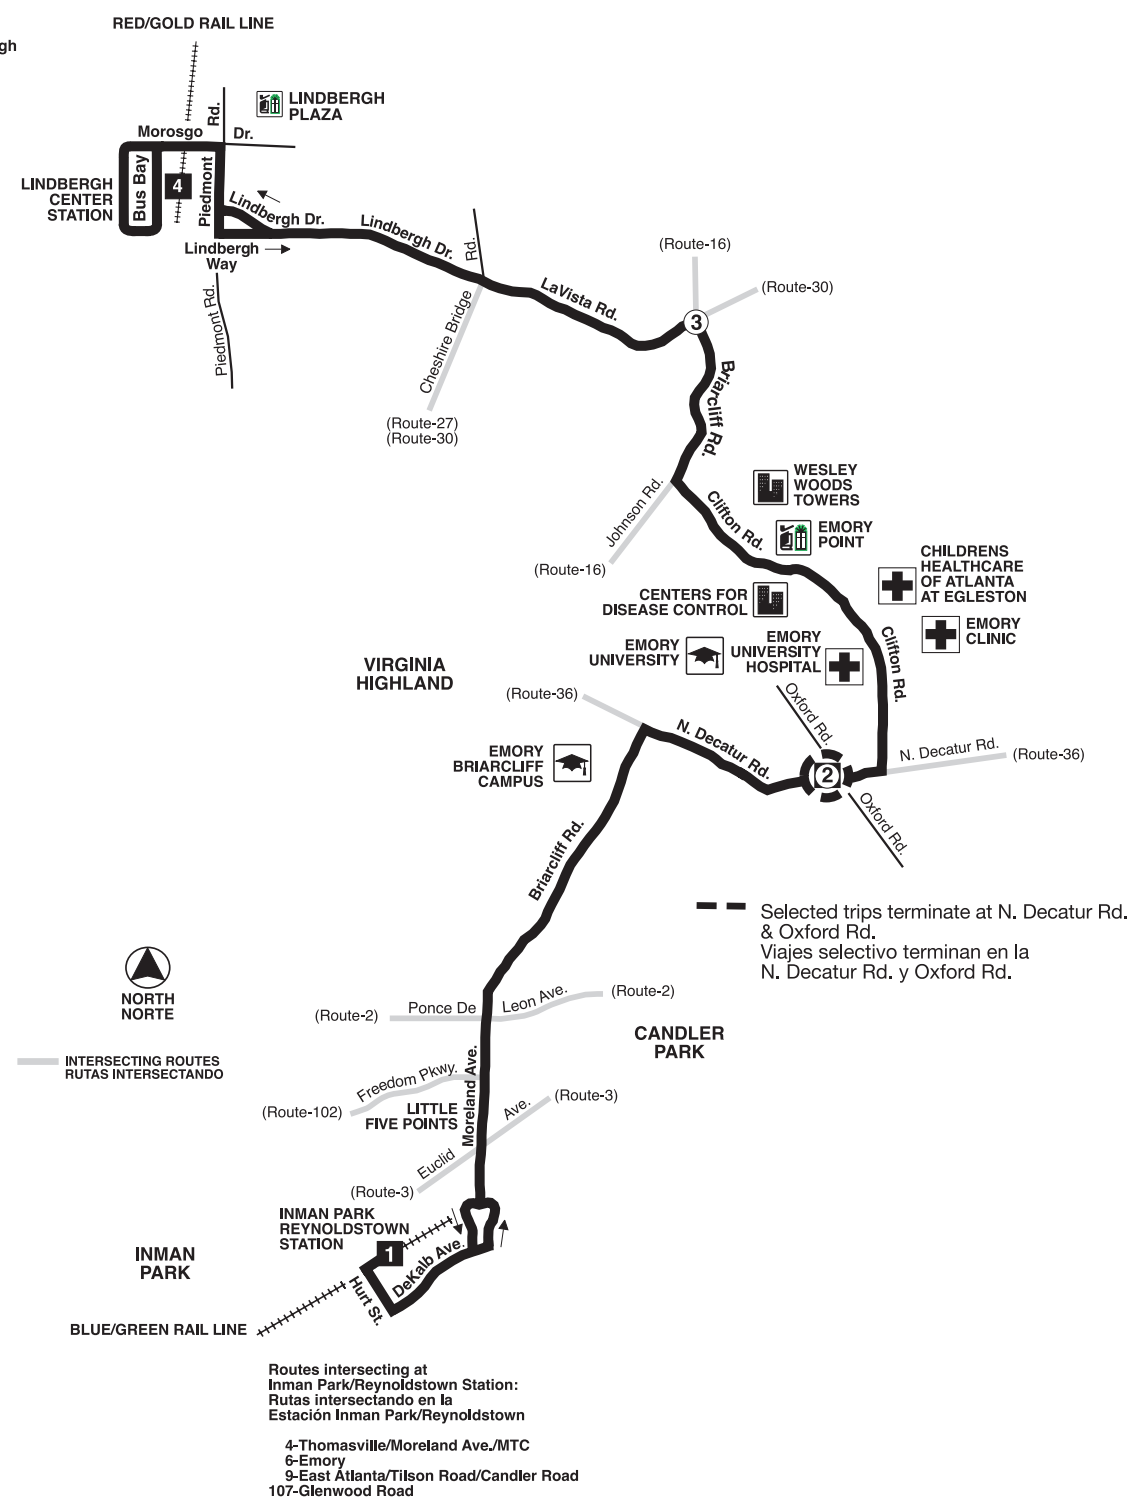 RED/GOLD RAIL LINE
gh
LINDBERGH
PLAZA
Rd.
Morosgo
Dr.
LINDBERGH
CENTER
STATION
Bus Bay
4
Piedmont
Lindbergh Dr.
Lindbergh
Way
Lindbergh Dr.
Rd.
Cheshire Bridge
Piedmont Rd.
(Route-27)
(Route-30)
LaVista Rd.
(Route-16)
(Route-30)
3
Briarcliff Rd.
Johnson Rd.
(Route-16)
Clifton Rd.
WESLEY
WOODS
TOWERS
EMORY
POINT
CHILDRENS
HEALTHCARE
OF ATLANTA
AT EGLESTON
CENTERS FOR
DISEASE CONTROL
EMORY
CLINIC
EMORY
UNIVERSITY
EMORY
UNIVERSITY
HOSPITAL
Clifton Rd.
VIRGINIA
HIGHLAND
(Route-36)
Oxford Rd.
N. Decatur Rd.
N. Decatur Rd.
(Route-36)
2
Oxford Rd.
EMORY
BRIARCLIFF
CAMPUS
Briarcliff Rd.
Selected trips terminate at N. Decatur Rd.
& Oxford Rd.
Viajes selectivo terminan en la
N. Decatur Rd. y Oxford Rd.
NORTH
NORTE
(Route-2)
Ponce De
Leon Ave.
(Route-2)
CANDLER
PARK
INTERSECTING ROUTES
RUTAS INTERSECTANDO
Freedom Pkwy.
Moreland Ave.
(Route-102)
LITTLE
FIVE POINTS
Euclid
Ave.
(Route-3)
(Route-3)
INMAN PARK
REYNOLDSTOWN
STATION
1
INMAN
PARK
DeKalb Ave.
Hurt St.
BLUE/GREEN RAIL LINE
Routes intersecting at
Inman Park/Reynoldstown Station:
Rutas intersectando en la
Estación Inman Park/Reynoldstown
4-Thomasville/Moreland Ave./MTC
6-Emory
9-East Atlanta/Tilson Road/Candler Road
107-Glenwood Road